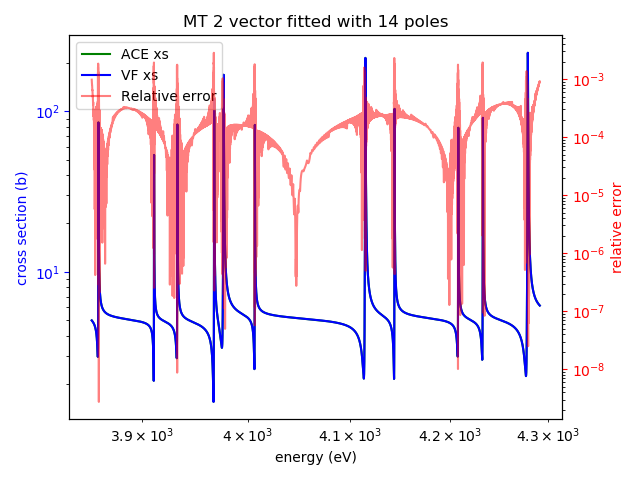 MT 2 vector fitted with 14 poles
ACE xs
VF xs
Relative error
cross section (b)
10²
10¹
relative error
10⁻³
10⁻⁴
10⁻⁵
10⁻⁶
10⁻⁷
10⁻⁸
3.9 × 10³
4 × 10³
4.1 × 10³
4.2 × 10³
4.3 × 10³
energy (eV)